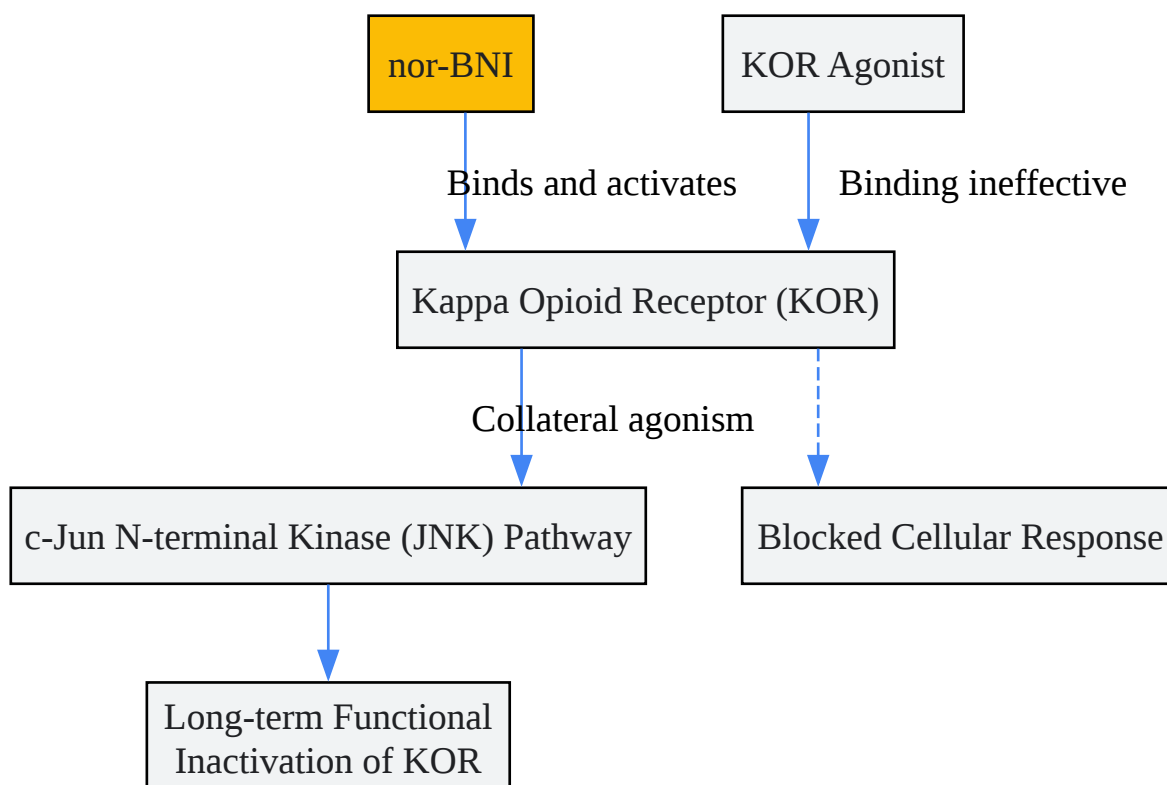 nor-BNI
KOR Agonist
Binds and activates
Binding ineffective
Kappa Opioid Receptor (KOR)
Collateral agonism
c-Jun N-terminal Kinase (JNK) Pathway
Blocked Cellular Response
Long-term Functional
Inactivation of KOR